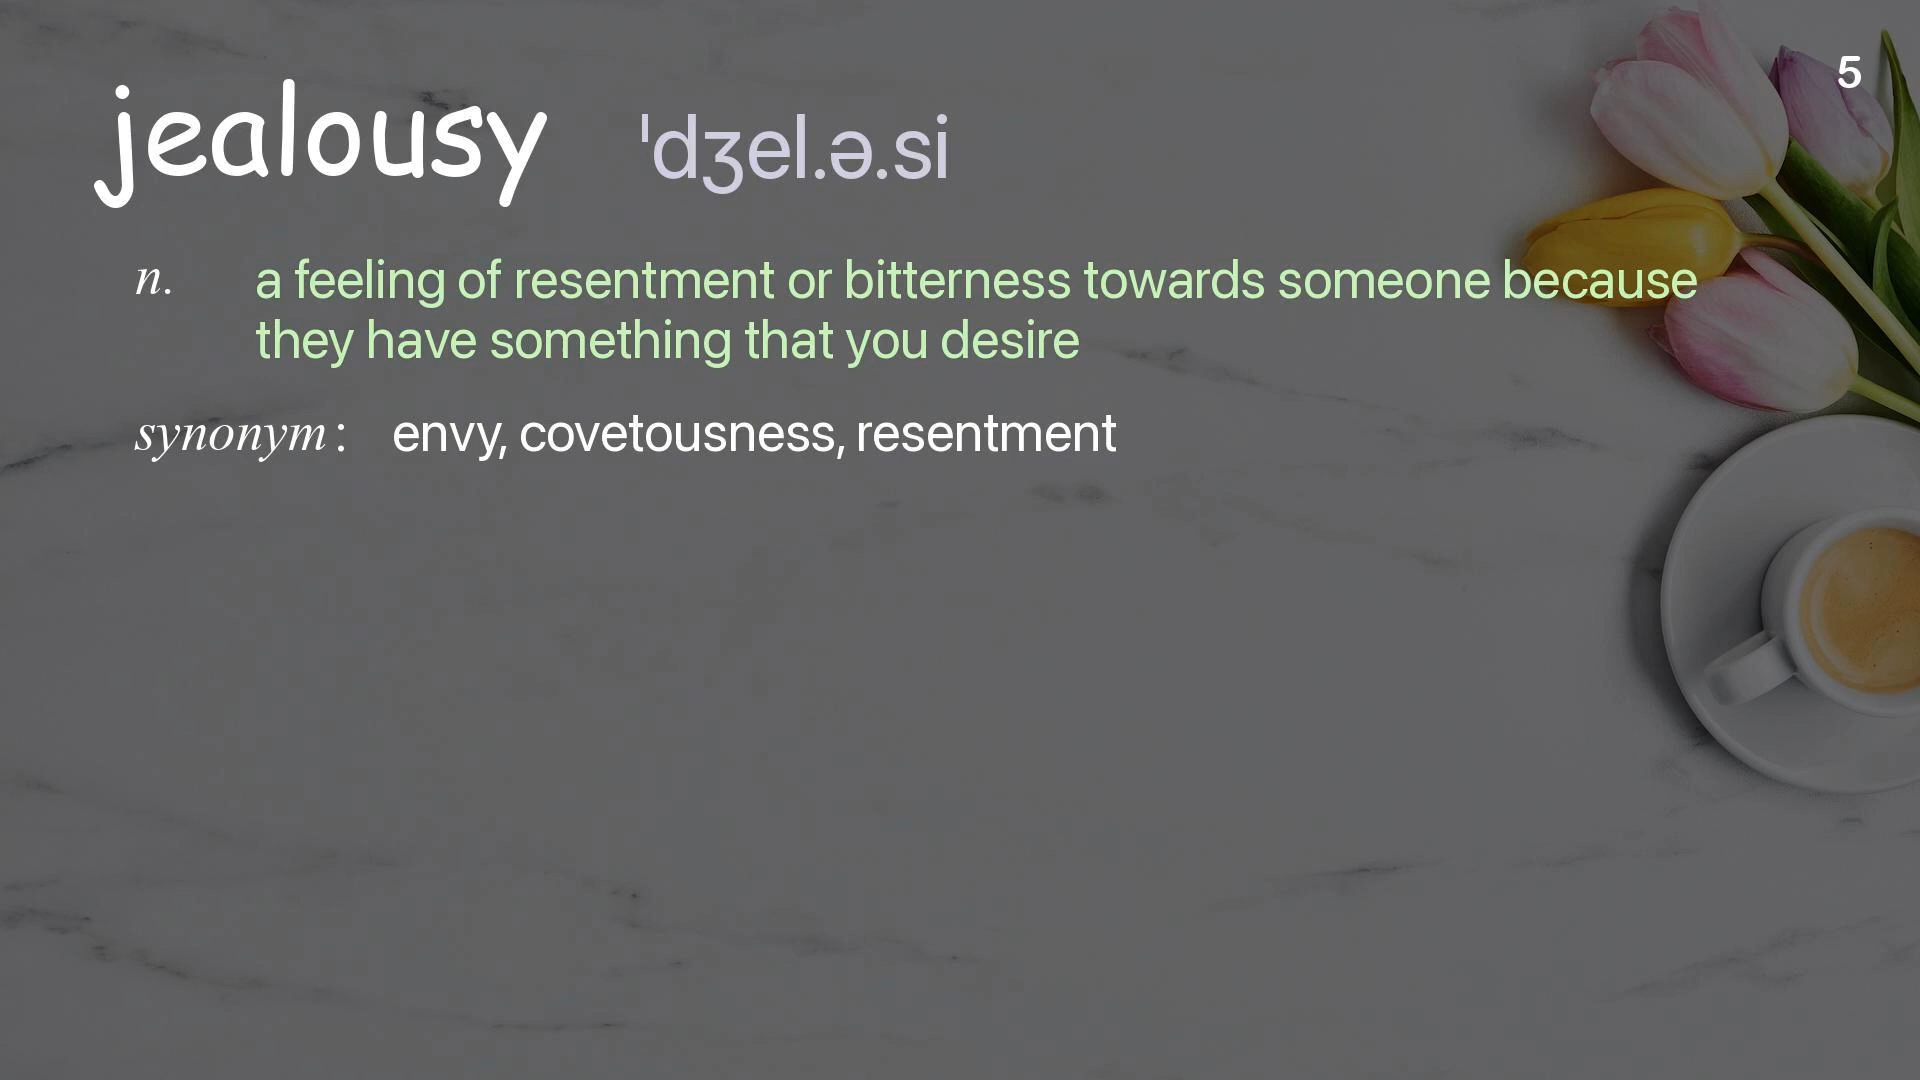 5
jealousy ˈdʒel.ə.si
n. a feeling of resentment or bitterness towards someone because
they have something that you desire
synonym: envy, covetousness, resentment